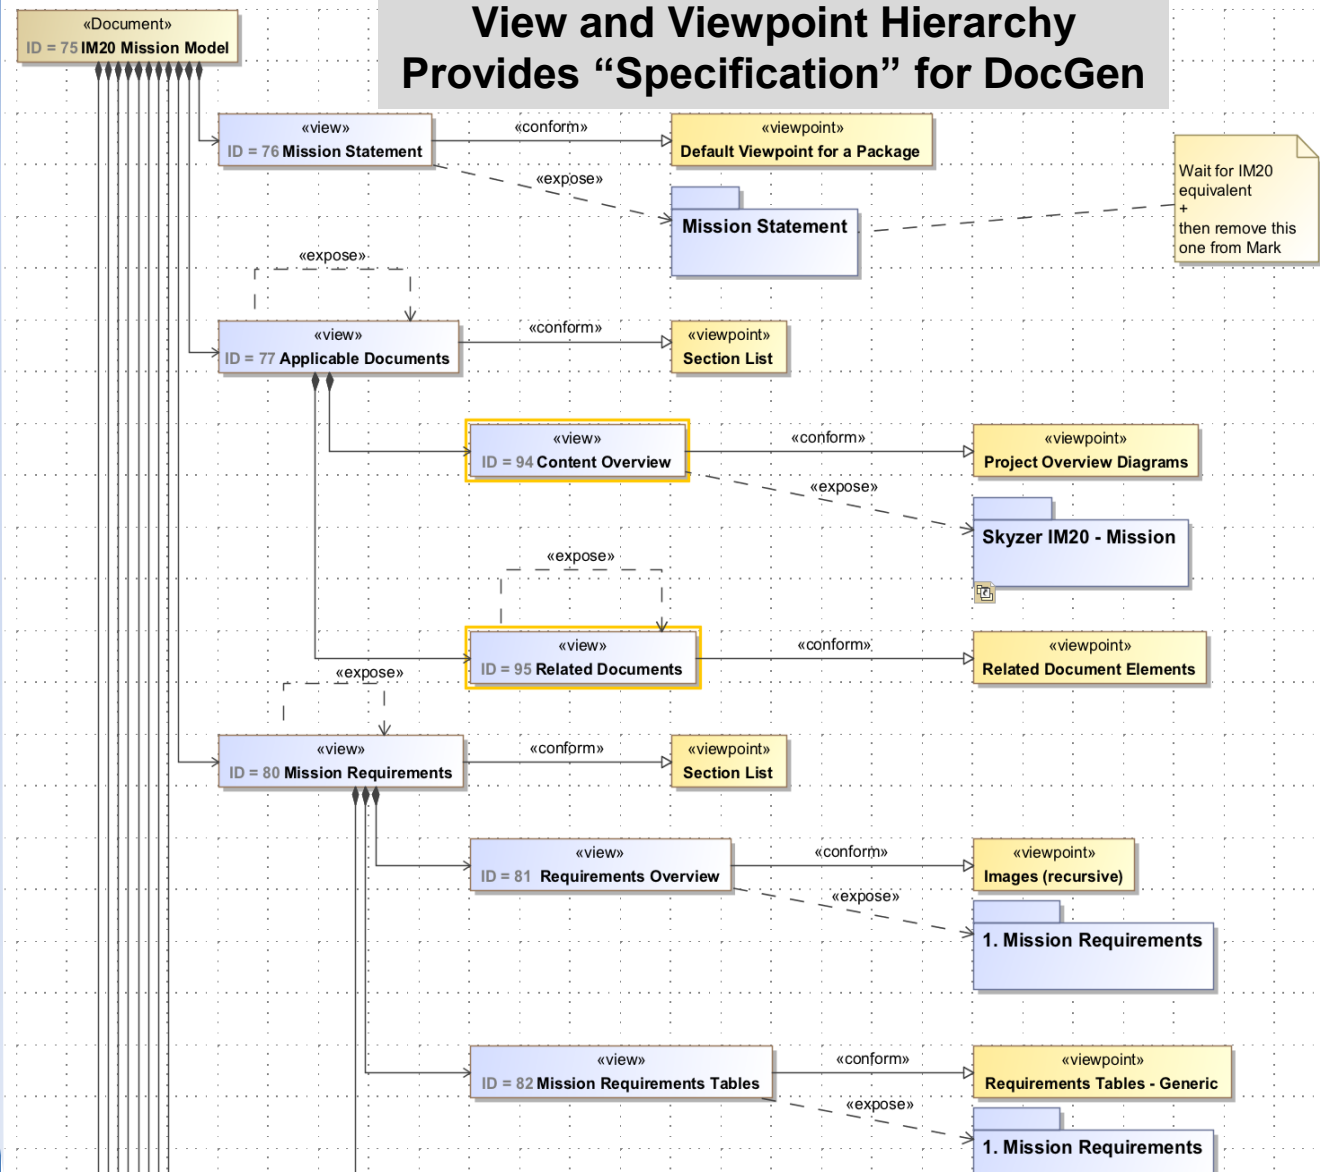 View and Viewpoint Hierarchy
Provides “Specification” for DocGen
«Document»
ID = 75 IM20 Mission Model
«view»
ID = 76 Mission Statement
«conform»
«viewpoint»
Default Viewpoint for a Package
«expose»
Mission Statement
Wait for IM20
equivalent
+
then remove this
one from Mark
«expose»
«view»
ID = 77 Applicable Documents
«conform»
«viewpoint»
Section List
«view»
ID = 94 Content Overview
«conform»
«viewpoint»
Project Overview Diagrams
«expose»
Skyzer IM20 - Mission
«expose»
«view»
ID = 95 Related Documents
«conform»
«viewpoint»
Related Document Elements
«expose»
«view»
ID = 80 Mission Requirements
«conform»
«viewpoint»
Section List
«view»
ID = 81 Requirements Overview
«conform»
«viewpoint»
Images (recursive)
«expose»
1. Mission Requirements
«view»
ID = 82 Mission Requirements Tables
«conform»
«viewpoint»
Requirements Tables - Generic
«expose»
1. Mission Requirements